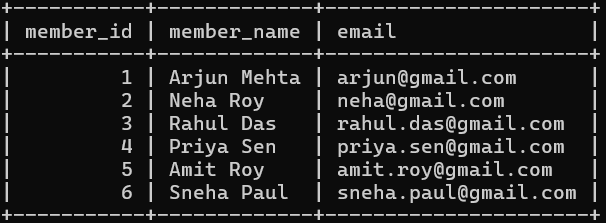 +-----------+-------------+----------------------+
| member_id | member_name | email                |
+-----------+-------------+----------------------+
|         1 | Arjun Mehta | arjun@gmail.com      |
|         2 | Neha Roy    | neha@gmail.com       |
|         3 | Rahul Das   | rahul.das@gmail.com  |
|         4 | Priya Sen   | priya.sen@gmail.com  |
|         5 | Amit Roy    | amit.roy@gmail.com   |
|         6 | Sneha Paul  | sneha.paul@gmail.com |
+-----------+-------------+----------------------+